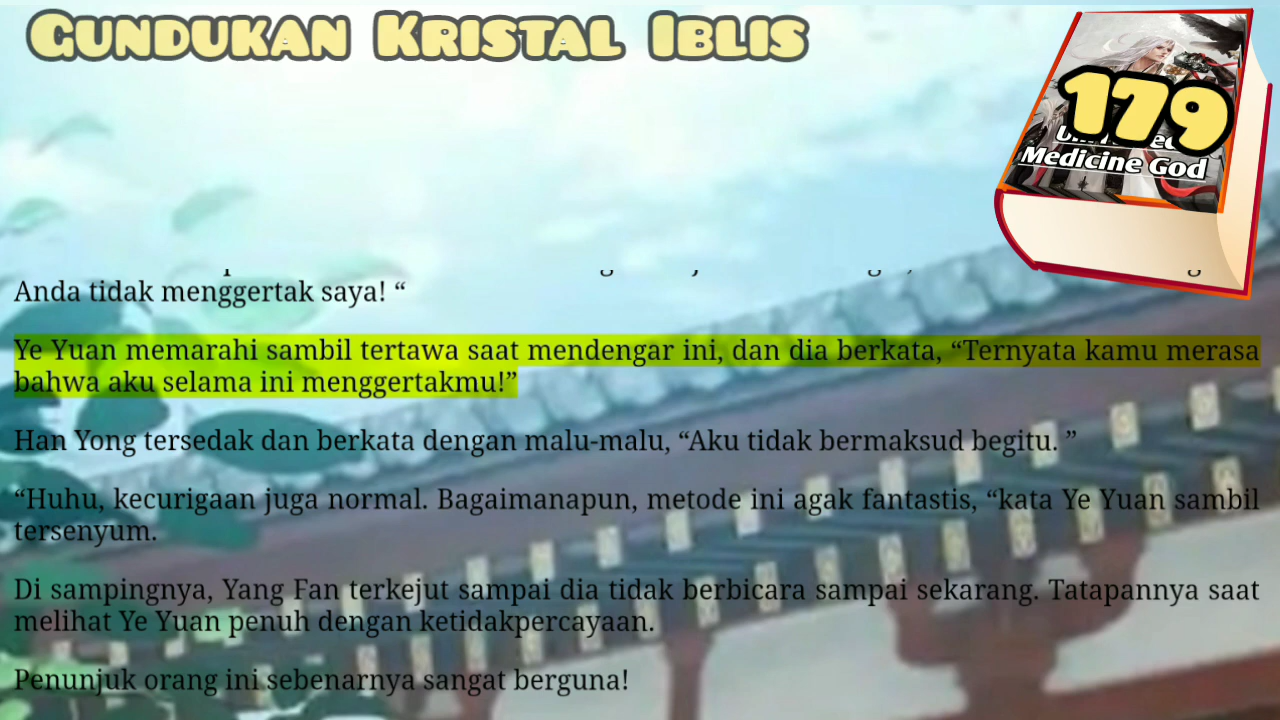 Gundukan Kristal Iblis
179
Medicine God
Anda tidak menggertak saya! “
Ye Yuan memarahi sambil tertawa saat mendengar ini, dan dia berkata, “Ternyata kamu merasa
bahwa aku selama ini menggertakmu!”
Han Yong tersedak dan berkata dengan malu-malu, “Aku tidak bermaksud begitu. ”
“Huhu, kecurigaan juga normal. Bagaimanapun, metode ini agak fantastis, “kata Ye Yuan sambil
tersenyum.
Di sampingnya, Yang Fan terkejut sampai dia tidak berbicara sampai sekarang. Tatapannya saat
melihat Ye Yuan penuh dengan ketidakpercayaan.
Penunjuk orang ini sebenarnya sangat berguna!